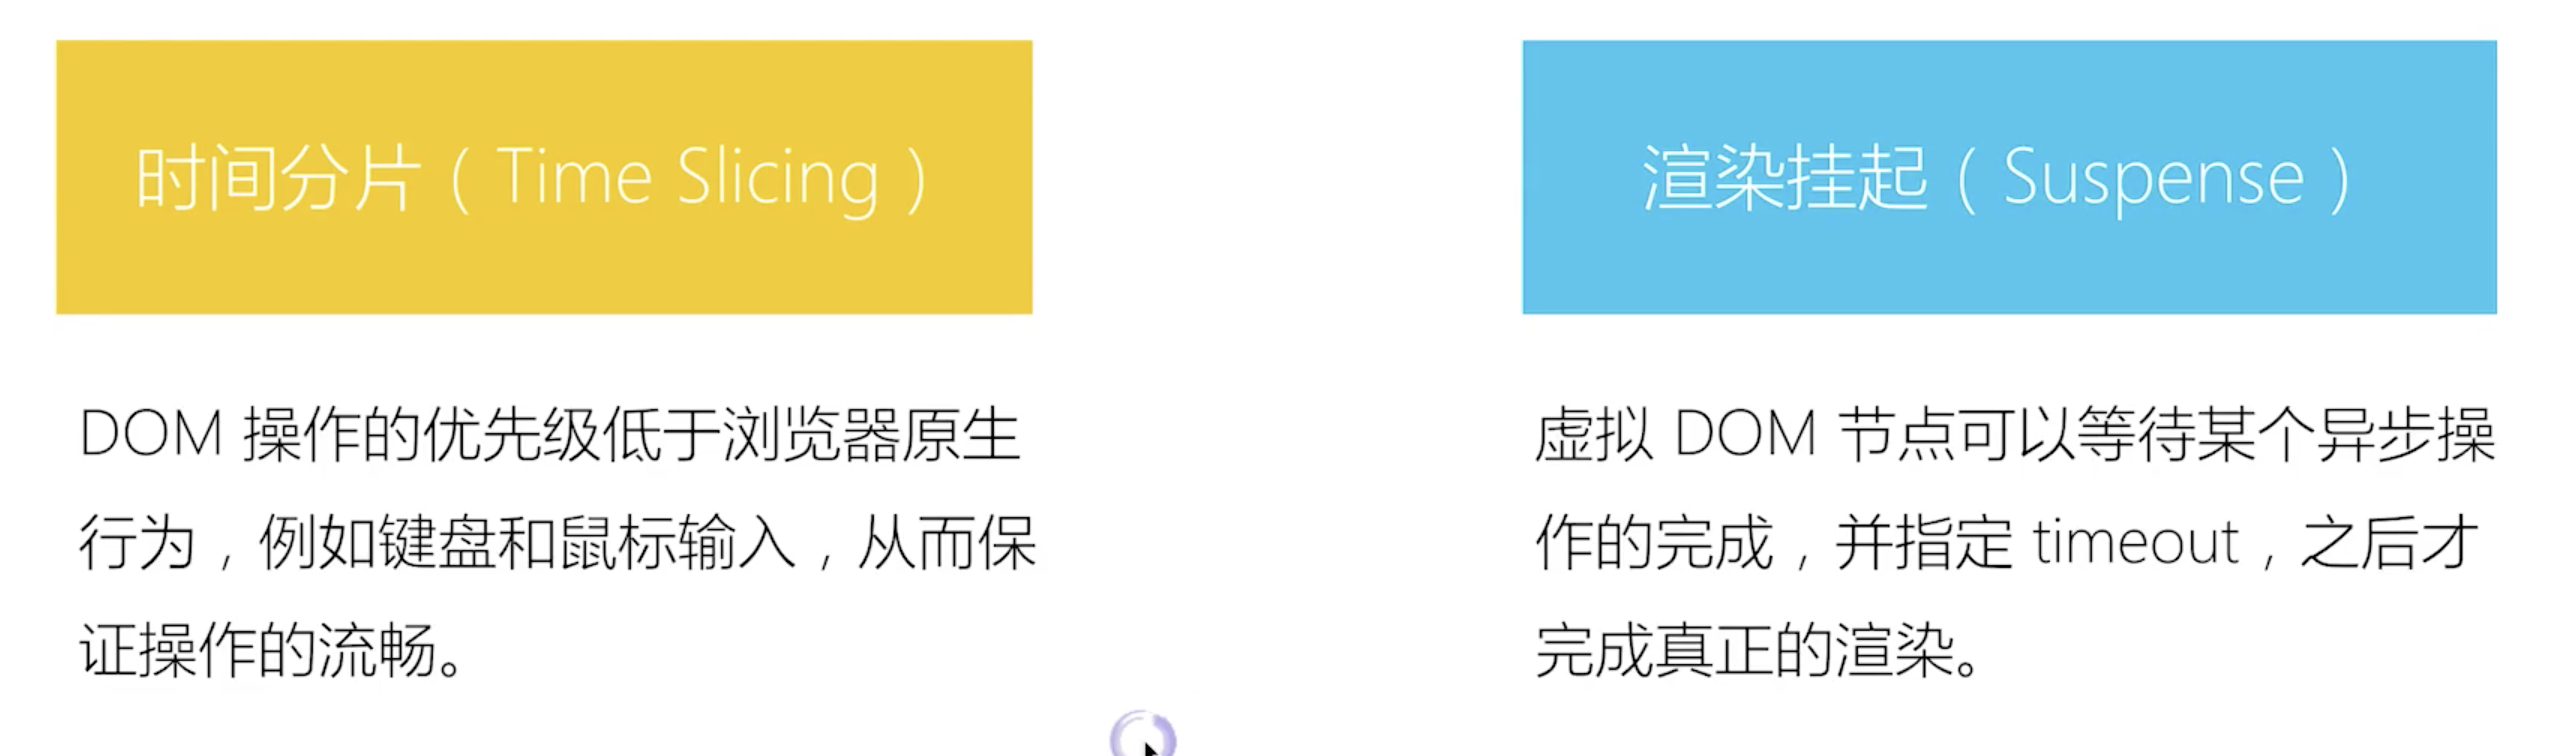 时间分片（Time Slicing）
DOM 操作的优先级低于浏览器原生
行为，例如键盘和鼠标输入，从而保
证操作的流畅。
渲染挂起（Suspense）
虚拟 DOM 节点可以等待某个异步操
作的完成，并指定 timeout，之后才
完成真正的渲染。